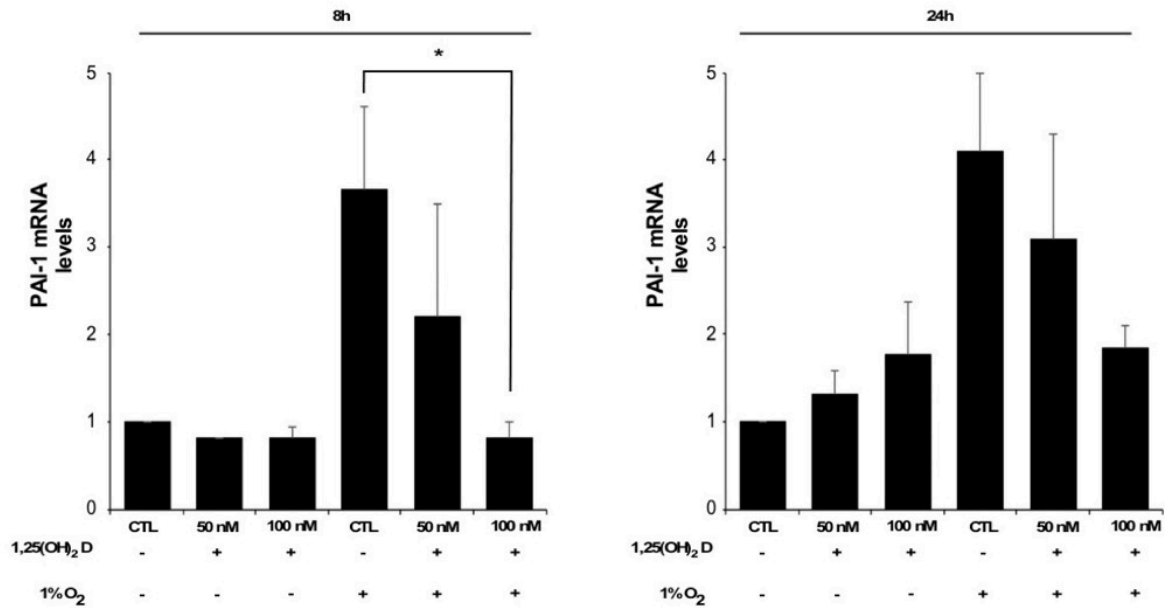 8h
*
5
4
3
2
1
0
PAI-1 mRNA
levels
CTL 50 nM 100 nM CTL 50 nM 100 nM
1,25(OH)₂ D - + + - + +
1% O₂ - - - + + +
24h
5
4
3
2
1
0
PAI-1 mRNA
levels
CTL 50 nM 100 nM CTL 50 nM 100 nM
1,25(OH)₂ D - + + - + +
1% O₂ - - - + + +